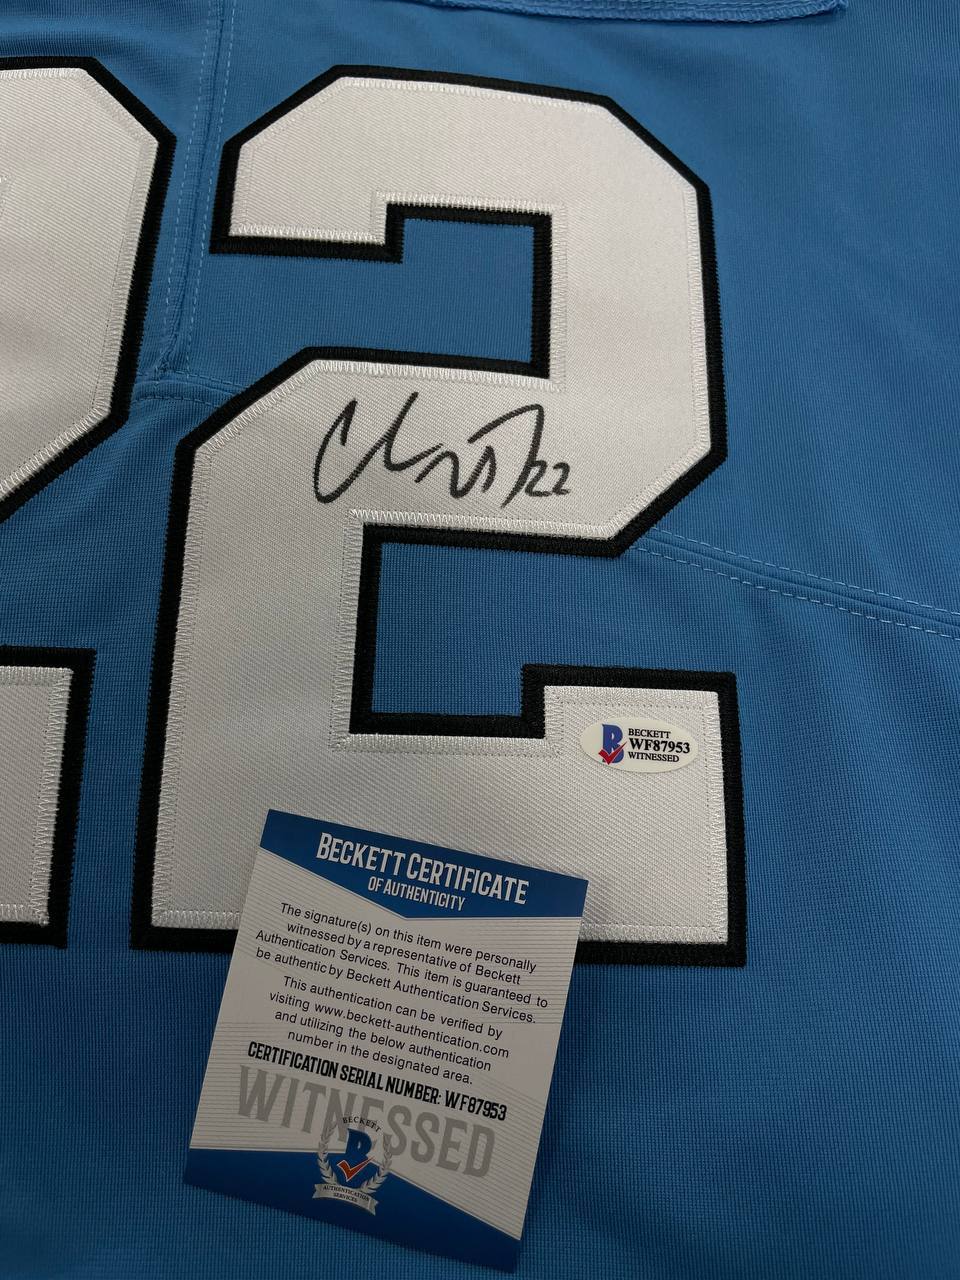 22
22
BECKETT
WF87953
WITNESSED
BECKETT CERTIFICATE
OF AUTHENTICITY
The signature(s) on this item were personally
witnessed by a representative of Beckett
Authentication Services. This item is guaranteed to
be authentic by Beckett Authentication Services.
This authentication can be verified by
visiting www.beckett-authentication.com
and utilizing the below authentication
number in the designated area.
CERTIFICATION SERIAL NUMBER: WF87953
WITNESSED
BECKETT
B
AUTHENTICATION
SERVICES